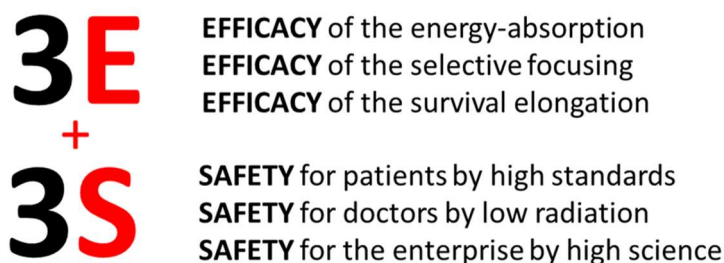 3E
EFFICACY of the energy-absorption
EFFICACY of the selective focusing
EFFICACY of the survival elongation
+
3S
SAFETY for patients by high standards
SAFETY for doctors by low radiation
SAFETY for the enterprise by high science